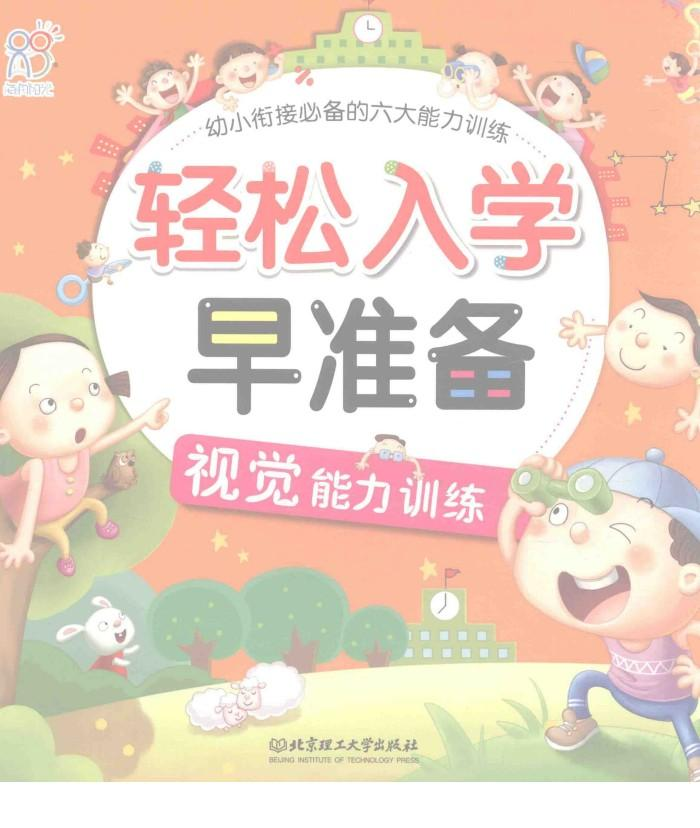 幼小衔接必备的六大能力训练
轻松入学
早准备
视觉能力训练
北京理工大学出版社
BEIJING INSTITUTE OF TECHNOLOGY PRESS